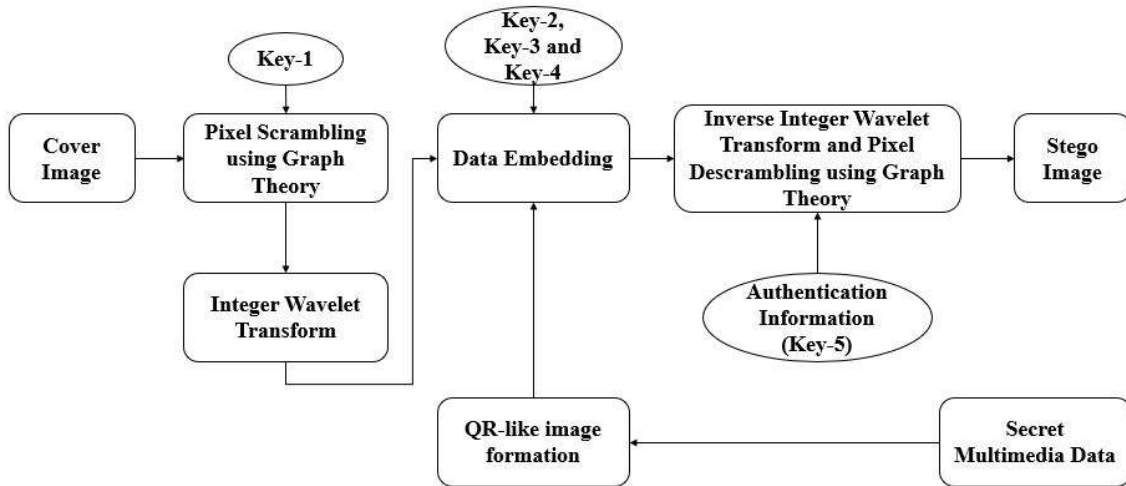 Key-1
Key-2,
Key-3 and
Key-4
Cover
Image
Pixel Scrambling
using Graph
Theory
Data Embedding
Inverse Integer Wavelet
Transform and Pixel
Descrambling using Graph
Theory
Stego
Image
Integer Wavelet
Transform
Authentication
Information
(Key-5)
QR-like image
formation
Secret
Multimedia Data